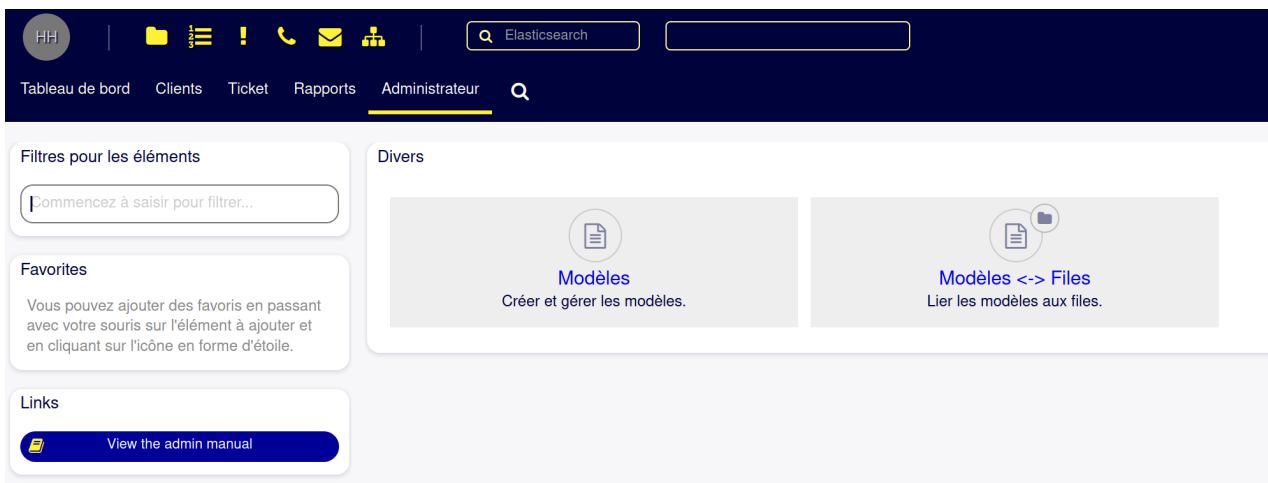 HH
Elasticsearch
Tableau de bord Clients Ticket Rapports Administrateur
Filtres pour les éléments
Commencez à saisir pour filtrer...
Favorites
Vous pouvez ajouter des favoris en passant
avec votre souris sur l'élément à ajouter et
en cliquant sur l'icône en forme d'étoile.
Links
View the admin manual
Divers
Modèles
Créer et gérer les modèles.
Modèles <-> Files
Lier les modèles aux files.